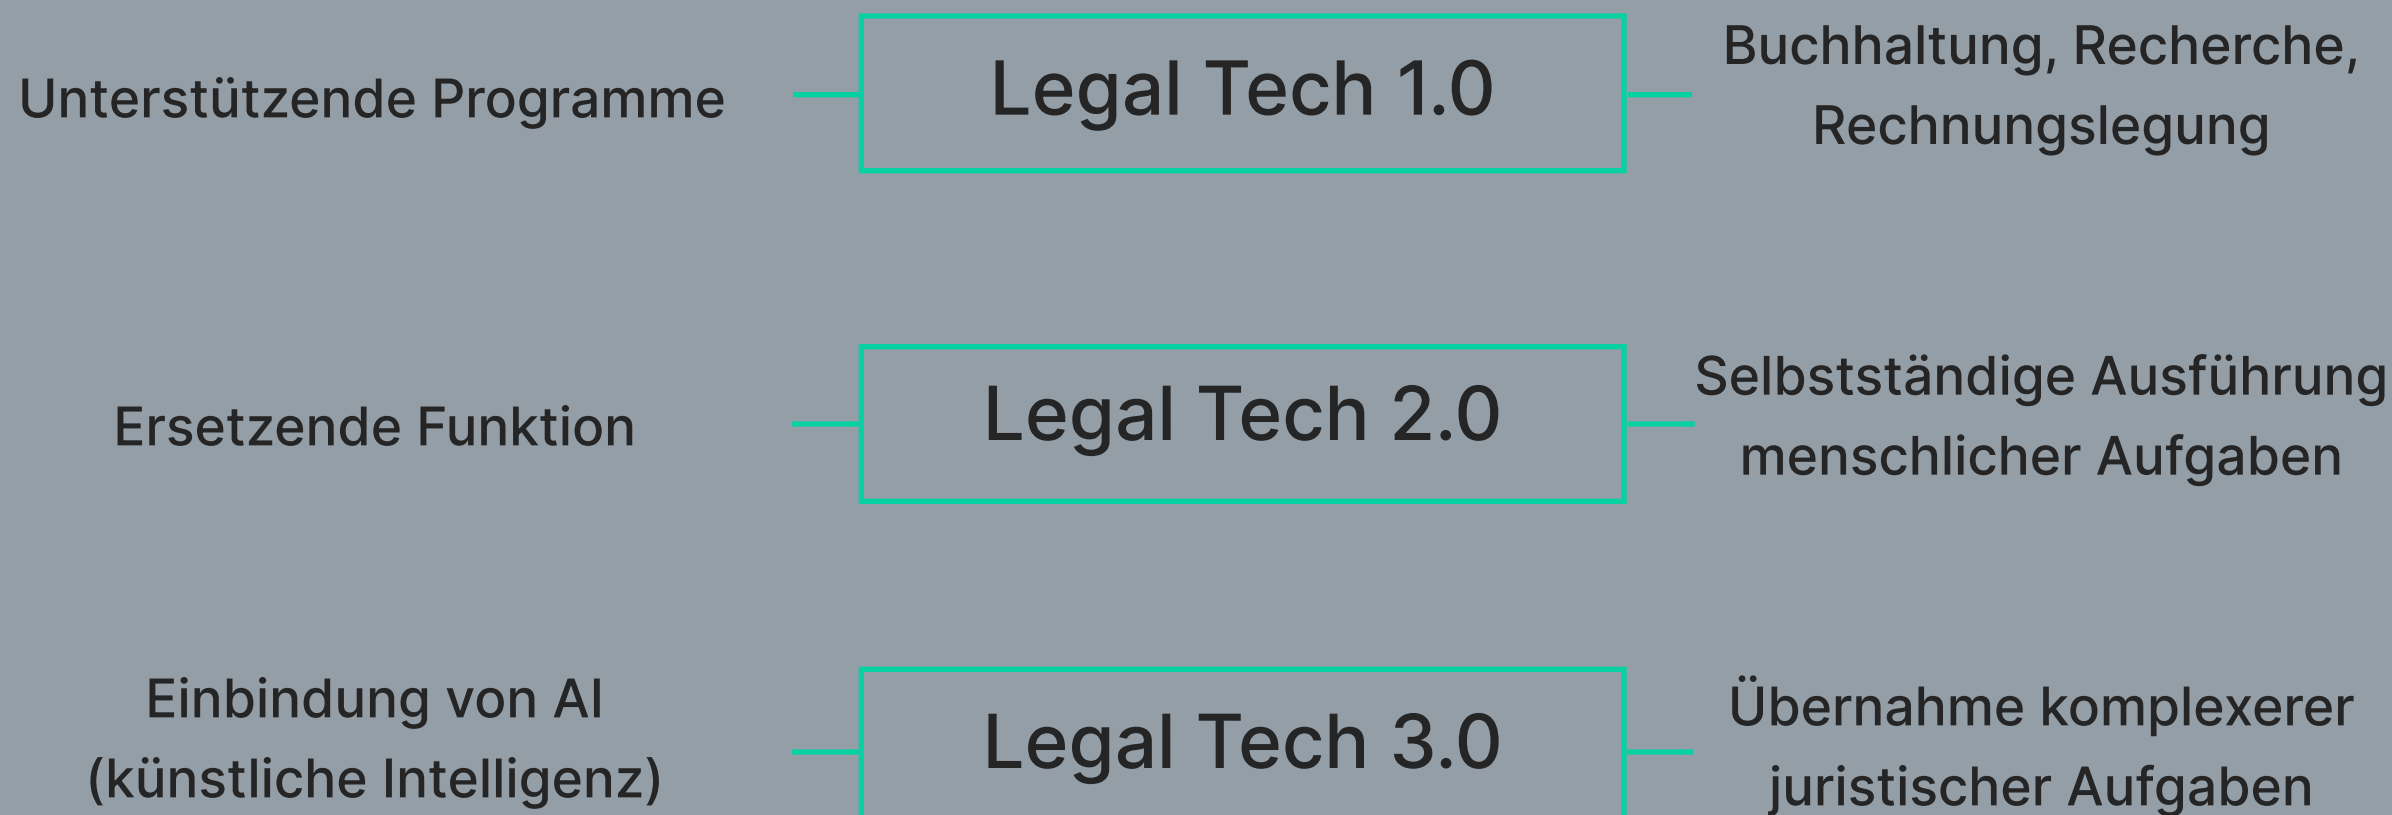 Unterstützende Programme
Legal Tech 1.0
Buchhaltung, Recherche,
Rechnungslegung
Ersetzende Funktion
Legal Tech 2.0
Selbstständige Ausführung
menschlicher Aufgaben
Einbindung von AI
(künstliche Intelligenz)
Legal Tech 3.0
Übernahme komplexerer
juristischer Aufgaben